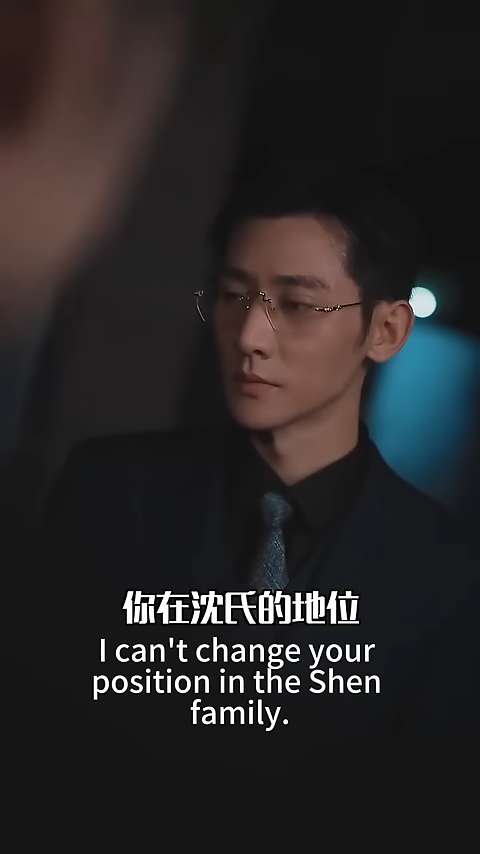 你在沈氏的地位
I can't change your
position in the Shen
family.